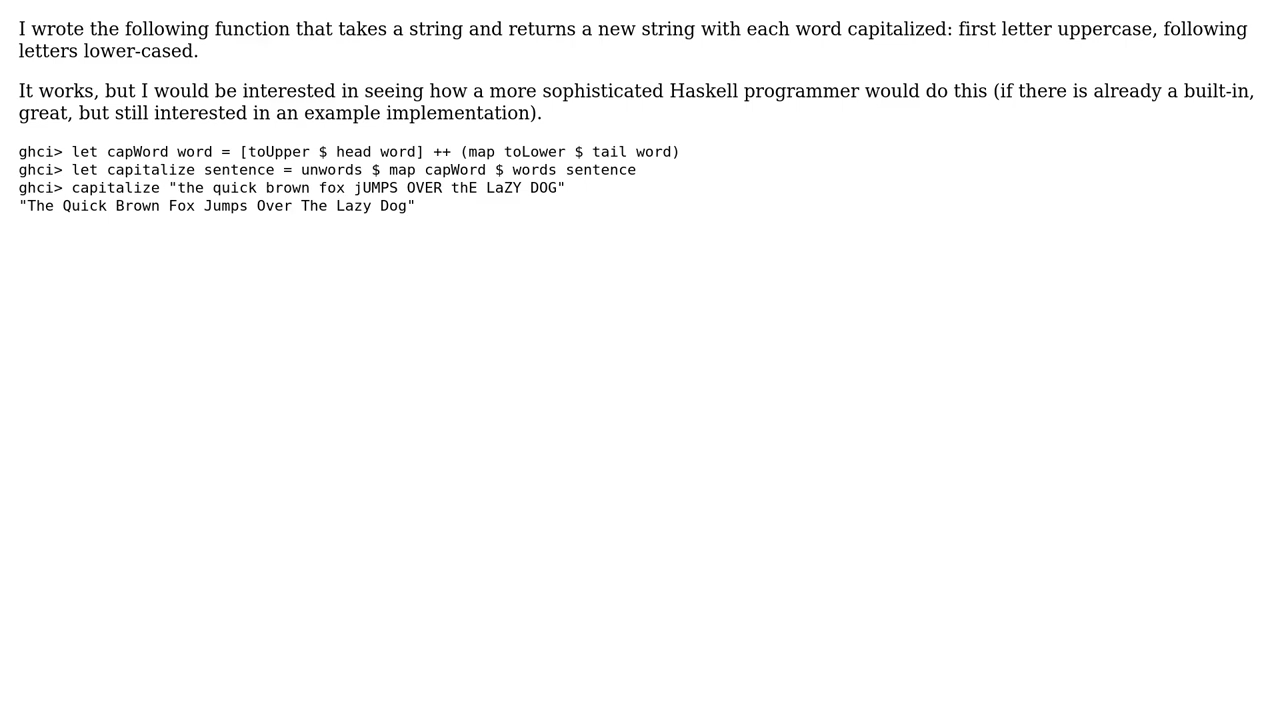 I wrote the following function that takes a string and returns a new string with each word capitalized: first letter uppercase, following
letters lower-cased.
It works, but I would be interested in seeing how a more sophisticated Haskell programmer would do this (if there is already a built-in,
great, but still interested in an example implementation).
ghci> let capWord word = [toUpper $ head word] ++ (map toLower $ tail word)
ghci> let capitalize sentence = unwords $ map capWord $ words sentence
ghci> capitalize "the quick brown fox jUMPS OVER thE LaZY DOG"
"The Quick Brown Fox Jumps Over The Lazy Dog"